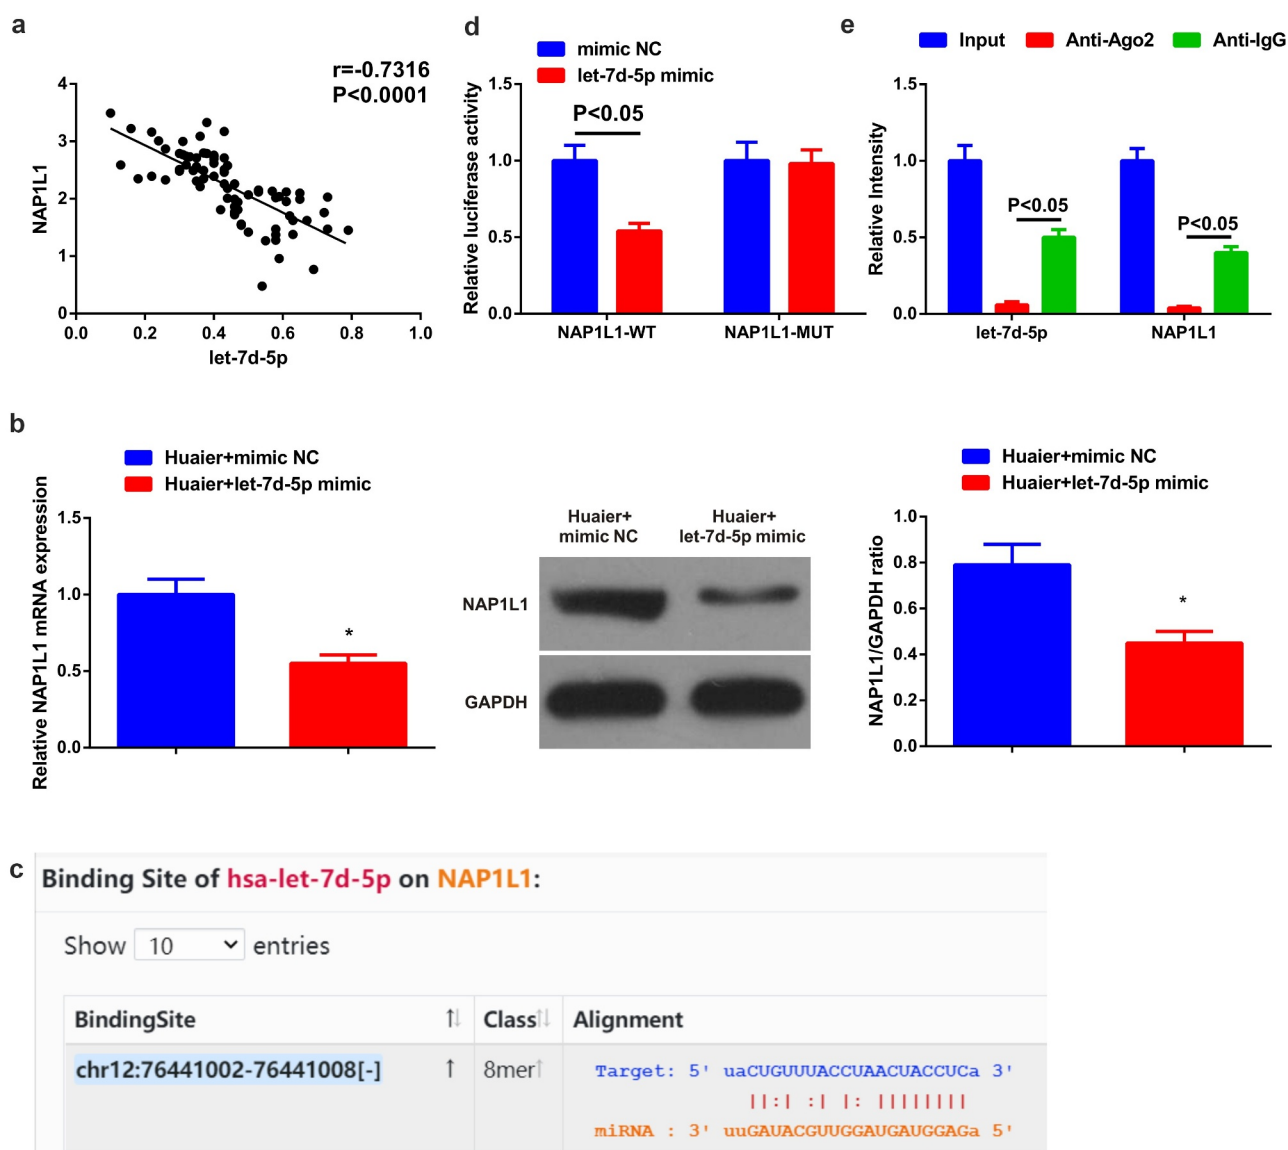 a
r=-0.7316
P<0.0001
NAP1L1
4
3
2
1
0
0.0 0.2 0.4 0.6 0.8 1.0
let-7d-5p
d
mimic NC
let-7d-5p mimic
Relative luciferase activity
1.5
1.0
0.5
0.0
P<0.05
NAP1L1-WT NAP1L1-MUT
e
Input Anti-Ago2 Anti-IgG
Relative Intensity
1.5
1.0
0.5
0.0
P<0.05
P<0.05
let-7d-5p NAP1L1
b
Huaier+mimic NC
Huaier+let-7d-5p mimic
Relative NAP1L1 mRNA expression
1.5
1.0
0.5
0.0
*
Huaier+
mimic NC
Huaier+
let-7d-5p mimic
NAP1L1
GAPDH
Huaier+mimic NC
Huaier+let-7d-5p mimic
NAP1L1/GAPDH ratio
1.0
0.8
0.6
0.4
0.2
0.0
*
c
Binding Site of hsa-let-7d-5p on NAP1L1:
Show 10 entries
BindingSite ↑↓ Class↑↓ Alignment
chr12:76441002-76441008[-] ↑ 8mer↑ Target: 5' uaCUGUUUACCUAACUACCUCa 3'
||:| :| |: ||||||||
miRNA : 3' uuGAUACGUUGGAUGAUGGAGa 5'